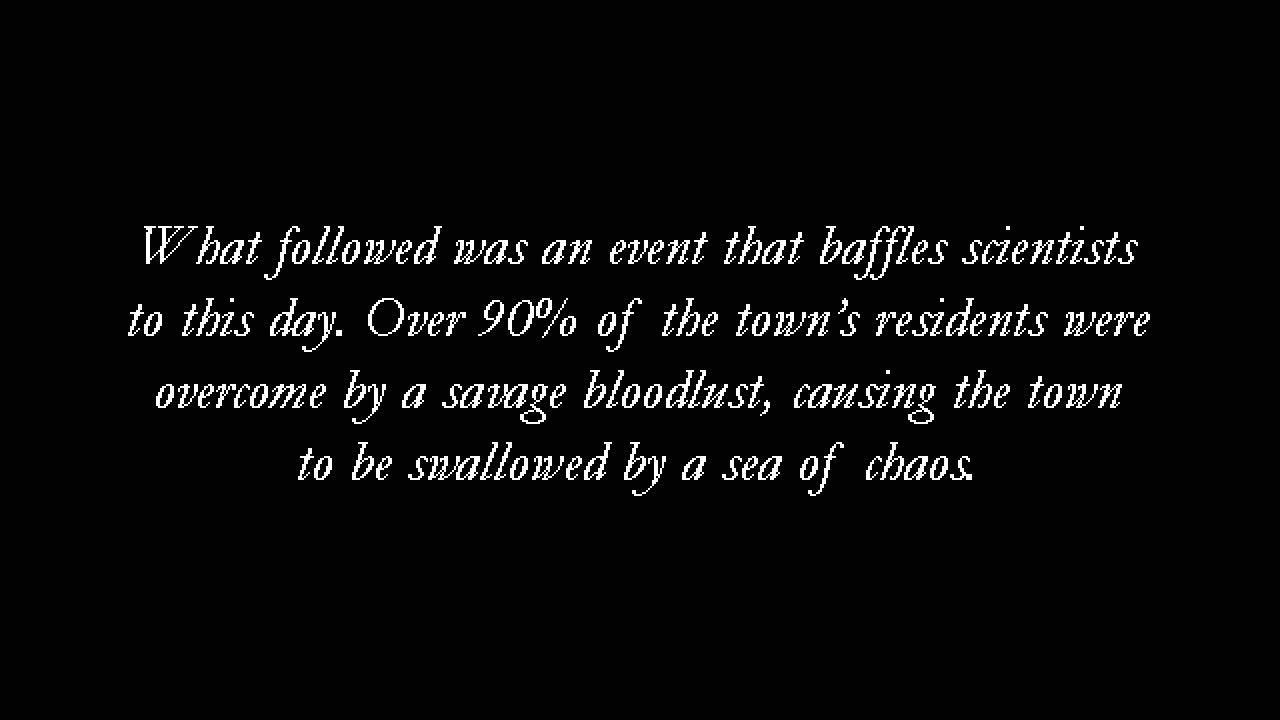 What followed was an event that baffles scientists
to this day. Over 90% of the town’s residents were
overcome by a savage bloodlust, causing the town
to be swallowed by a sea of chaos.